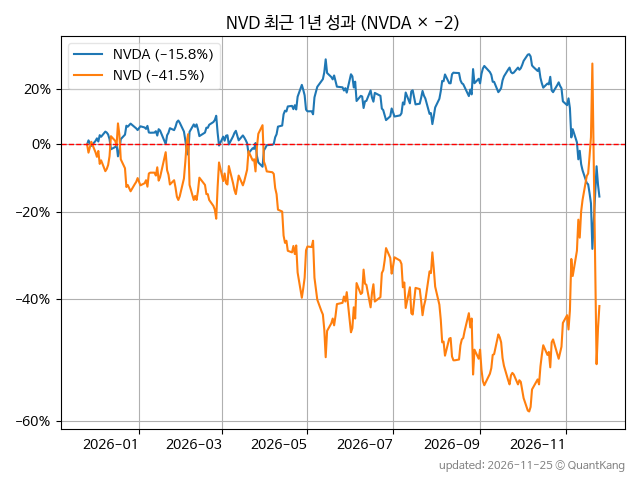 NVD 최근 1년 성과 (NVDA × −2)
NVDA (−15.8%)
NVD (−41.5%)
20%
0%
−20%
−40%
−60%
2026-01 2026-03 2026-05 2026-07 2026-09 2026-11
updated: 2026-11-25 © QuantKang